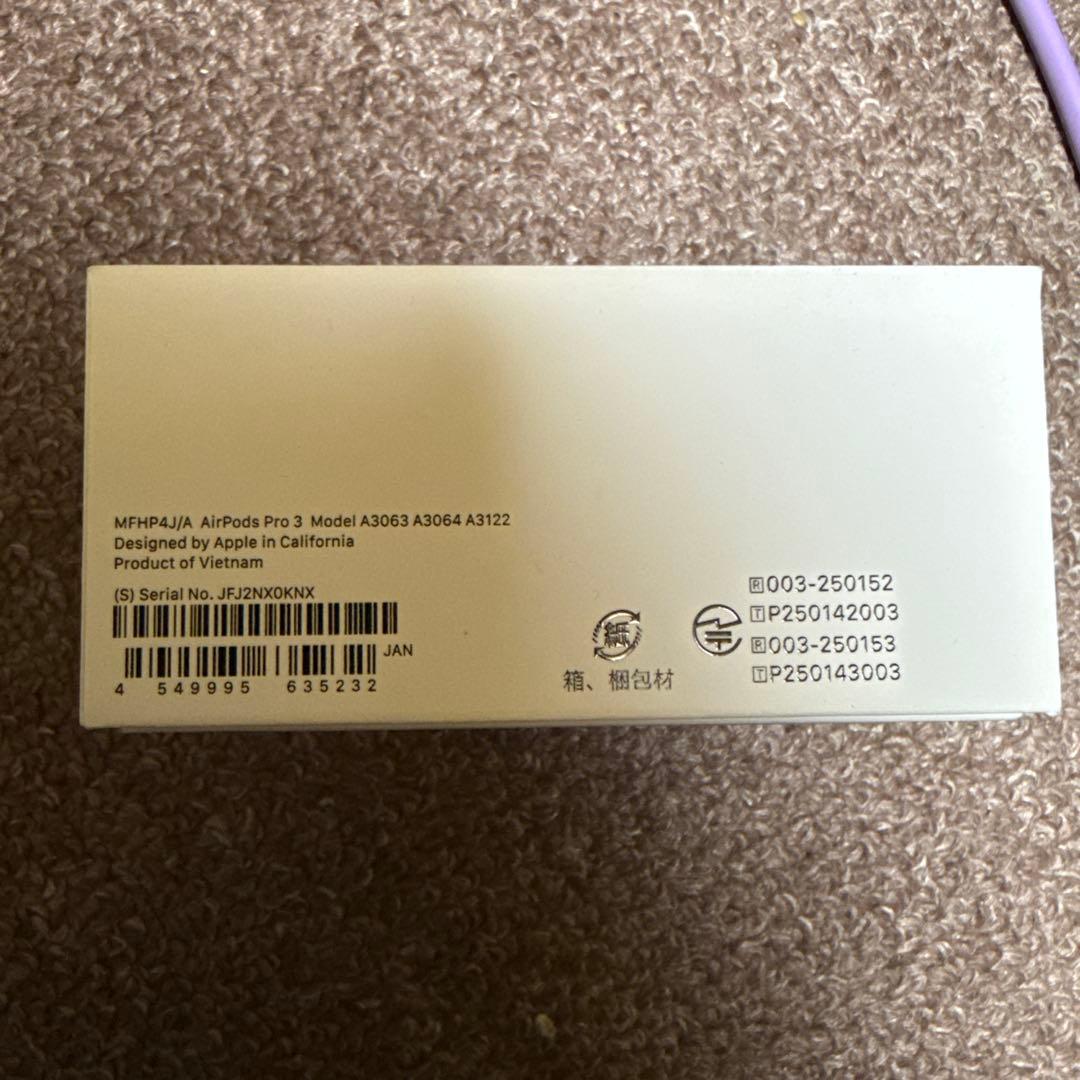 MFHP4J/A AirPods Pro 3 Model A3063 A3064 A3122
Designed by Apple in California
Product of Vietnam
(S) Serial No. JFJ2NX0KNX
JAN
4 549995 635232
紙
箱、梱包材
R003-250152
TP250142003
R003-250153
TP250143003